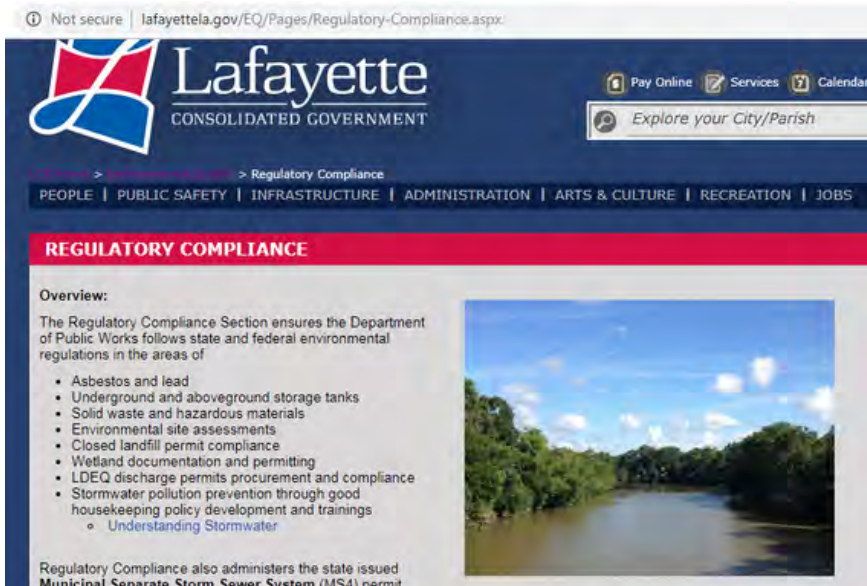 Not secure | lafayettela.gov/EQ/Pages/Regulatory-Compliance.aspx
Lafayette
CONSOLIDATED GOVERNMENT
Pay Online Services Calendar
Explore your City/Parish
> > Regulatory Compliance
PEOPLE | PUBLIC SAFETY | INFRASTRUCTURE | ADMINISTRATION | ARTS & CULTURE | RECREATION | JOBS
REGULATORY COMPLIANCE
Overview:
The Regulatory Compliance Section ensures the Department
of Public Works follows state and federal environmental
regulations in the areas of
• Asbestos and lead
• Underground and aboveground storage tanks
• Solid waste and hazardous materials
• Environmental site assessments
• Closed landfill permit compliance
• Wetland documentation and permitting
• LDEQ discharge permits procurement and compliance
• Stormwater pollution prevention through good
housekeeping policy development and trainings
o Understanding Stormwater
Regulatory Compliance also administers the state issued
Municipal Separate Storm Sewer System (MS4) permit